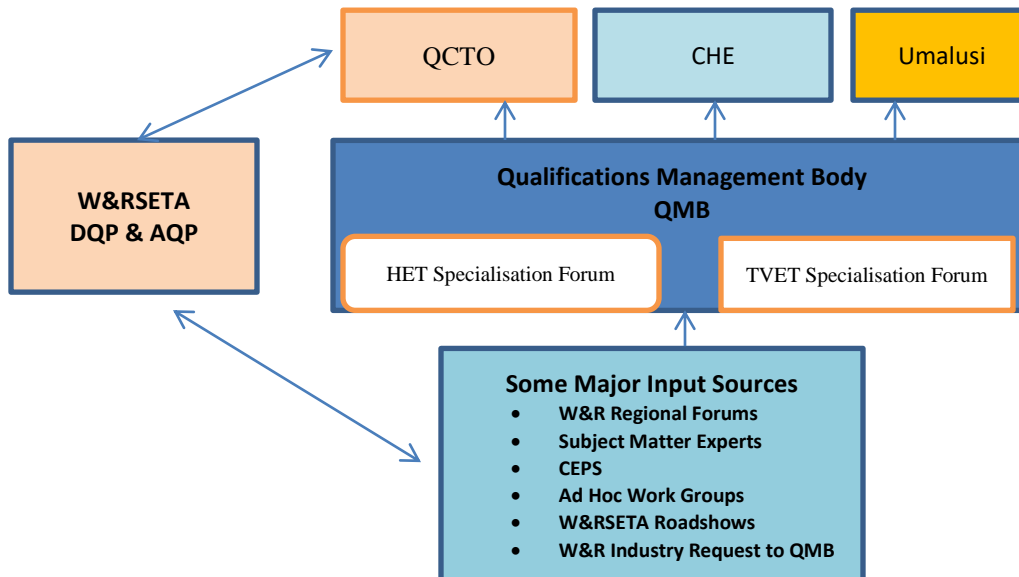 QCTO
CHE
Umalusi
W&RSETA
DQP & AQP
Qualifications Management Body
QMB
HET Specialisation Forum
TVET Specialisation Forum
Some Major Input Sources
• W&R Regional Forums
• Subject Matter Experts
• CEPS
• Ad Hoc Work Groups
• W&RSETA Roadshows
• W&R Industry Request to QMB